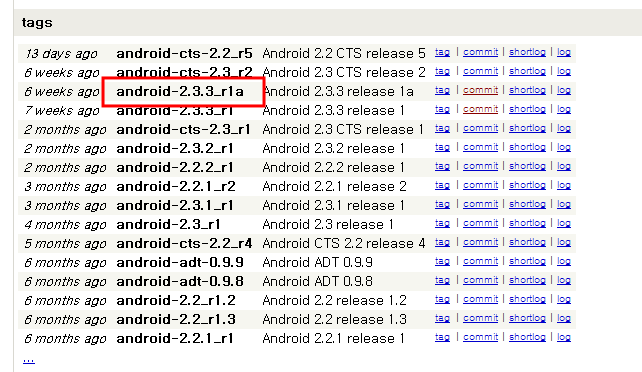 tags
13 days ago android-cts-2.2_r5 Android 2.2 CTS release 5 tag | commit | shortlog | log
6 weeks ago android-cts-2.3_r2 Android 2.3 CTS release 2 tag | commit | shortlog | log
6 weeks ago android-2.3.3_r1a Android 2.3.3 release 1a tag | commit | shortlog | log
7 weeks ago android-2.3.3_r1 Android 2.3.3 release 1 tag | commit | shortlog | log
2 months ago android-cts-2.3_r1 Android 2.3 CTS release 1 tag | commit | shortlog | log
2 months ago android-2.3.2_r1 Android 2.3.2 release 1 tag | commit | shortlog | log
2 months ago android-2.2.2_r1 Android 2.2.2 release 1 tag | commit | shortlog | log
3 months ago android-2.2.1_r2 Android 2.2.1 release 2 tag | commit | shortlog | log
3 months ago android-2.3.1_r1 Android 2.3.1 release 1 tag | commit | shortlog | log
4 months ago android-2.3_r1 Android 2.3 release 1 tag | commit | shortlog | log
5 months ago android-cts-2.2_r4 Android CTS 2.2 release 4 tag | commit | shortlog | log
6 months ago android-adt-0.9.9 Android ADT 0.9.9 tag | commit | shortlog | log
6 months ago android-adt-0.9.8 Android ADT 0.9.8 tag | commit | shortlog | log
6 months ago android-2.2_r1.2 Android 2.2 release 1.2 tag | commit | shortlog | log
6 months ago android-2.2_r1.3 Android 2.2 release 1.3 tag | commit | shortlog | log
6 months ago android-2.2.1_r1 Android 2.2.1 release 1 tag | commit | shortlog | log
...